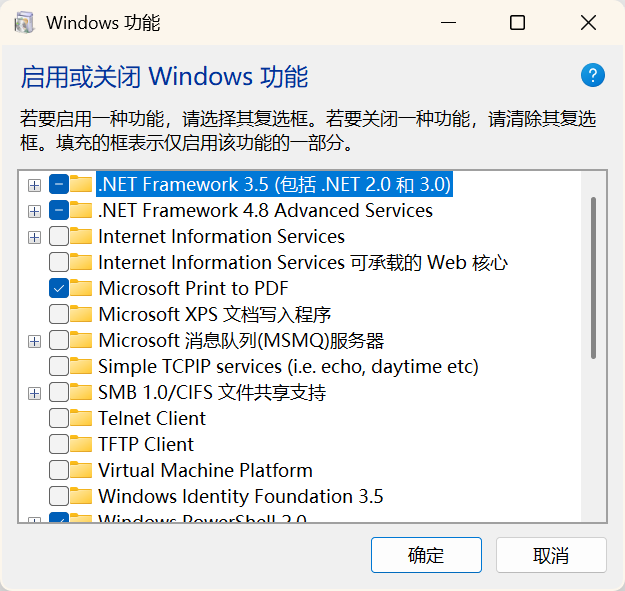 Windows 功能
启用或关闭 Windows 功能
若要启用一种功能，请选择其复选框。若要关闭一种功能，请清除其复选
框。填充的框表示仅启用该功能的一部分。
.NET Framework 3.5 (包括 .NET 2.0 和 3.0)
.NET Framework 4.8 Advanced Services
Internet Information Services
Internet Information Services 可承载的 Web 核心
Microsoft Print to PDF
Microsoft XPS 文档写入程序
Microsoft 消息队列(MSMQ)服务器
Simple TCPIP services (i.e. echo, daytime etc)
SMB 1.0/CIFS 文件共享支持
Telnet Client
TFTP Client
Virtual Machine Platform
Windows Identity Foundation 3.5
Windows PowerShell 2.0
确定
取消